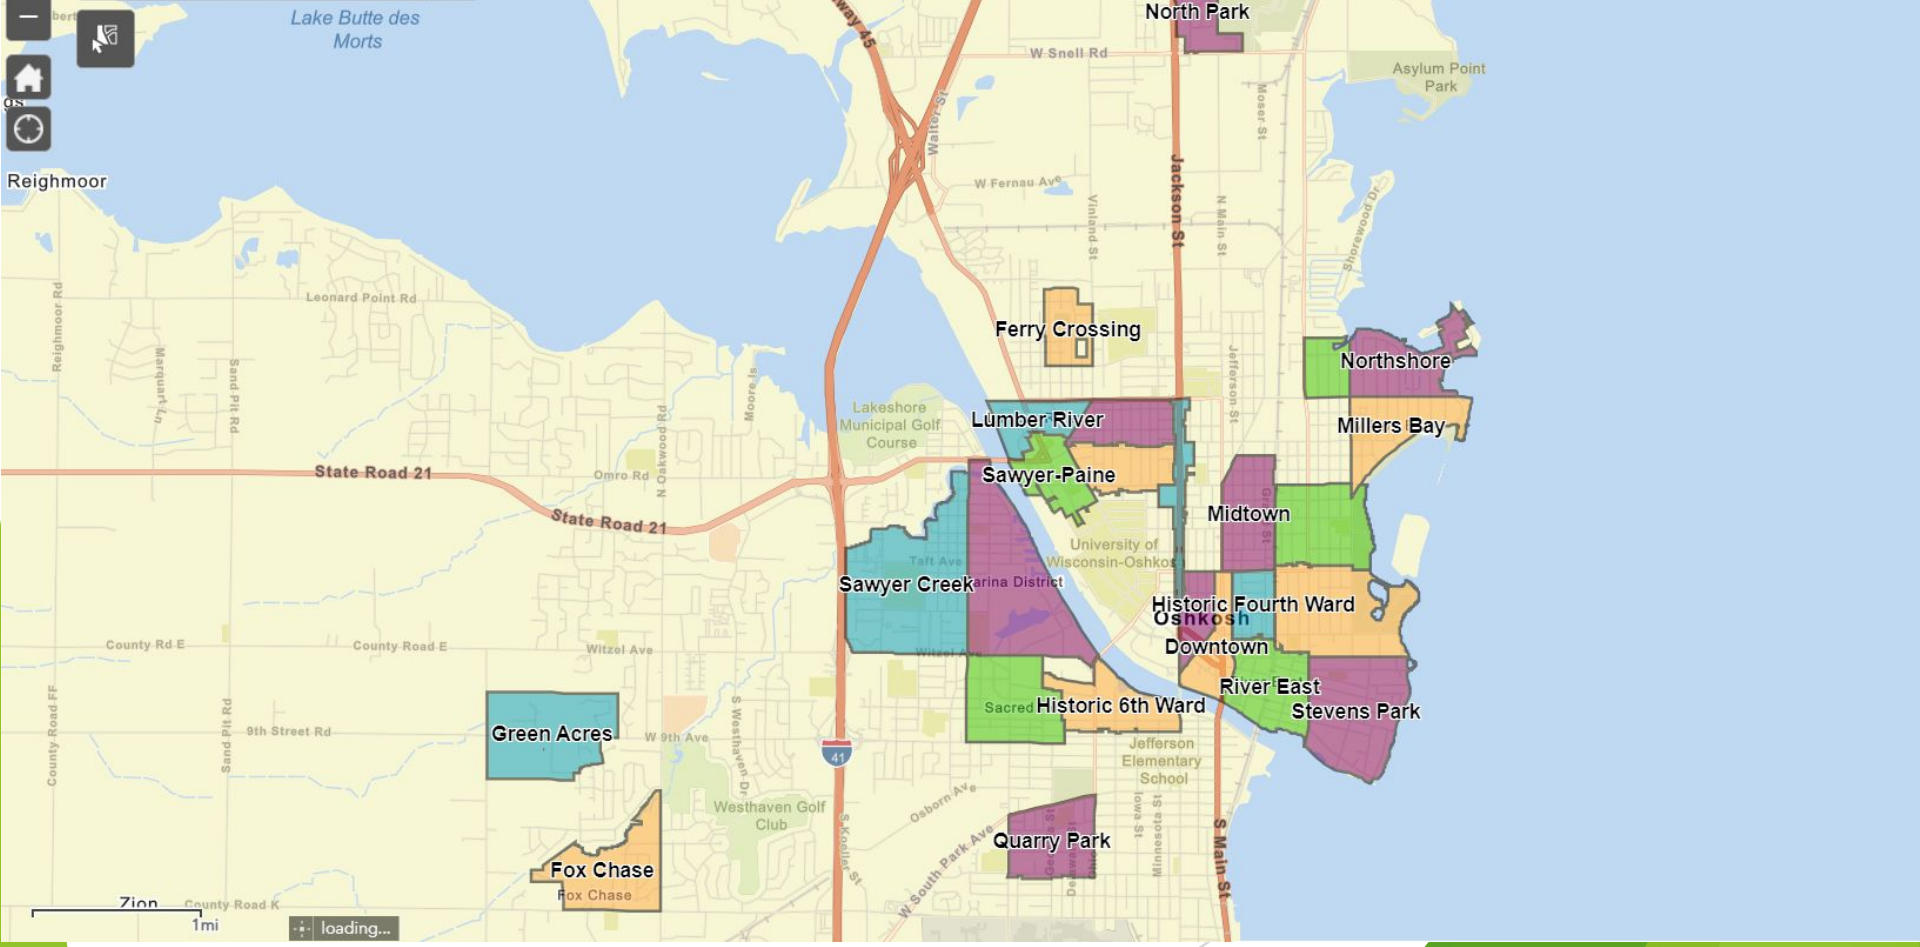 Lake Butte des
Morts
North Park
W Snell Rd
Asylum Point
Park
Walter St
Moser St
Reighmoor
W Fernau Ave
Jackson St
Vinland St
N Main St
Shorewood Dr
Leonard Point Rd
Reighmoor Rd
Ferry Crossing
Marquart Ln
Sand Pit Rd
Moore Is
Jefferson St
Northshore
Lakeshore
Municipal Golf
Course
Lumber River
Millers Bay
N Oakwood Rd
State Road 21
Omro Rd
Sawyer-Paine
State Road 21
Midtown
University of
Wisconsin-Oshkos
Taft Ave
Sawyer Creek
arina District
Historic Fourth Ward
Oshkosh
County Rd E
County Road E
Witzel Ave
Witzel Ave
Downtown
River East
County Road FF
Sand Pit Rd
S Westhaven Dr
Sacred
Historic 6th Ward
Stevens Park
9th Street Rd
Green Acres
W 9th Ave
41
Jefferson
Elementary
School
Westhaven Golf
Club
Osborn Ave
Iowa St
Minnesota St
S Koeller St
W South Park Ave
Quarry Park
S Main St
Fox Chase
Fox Chase
Zion
County Road K
1mi
loading...